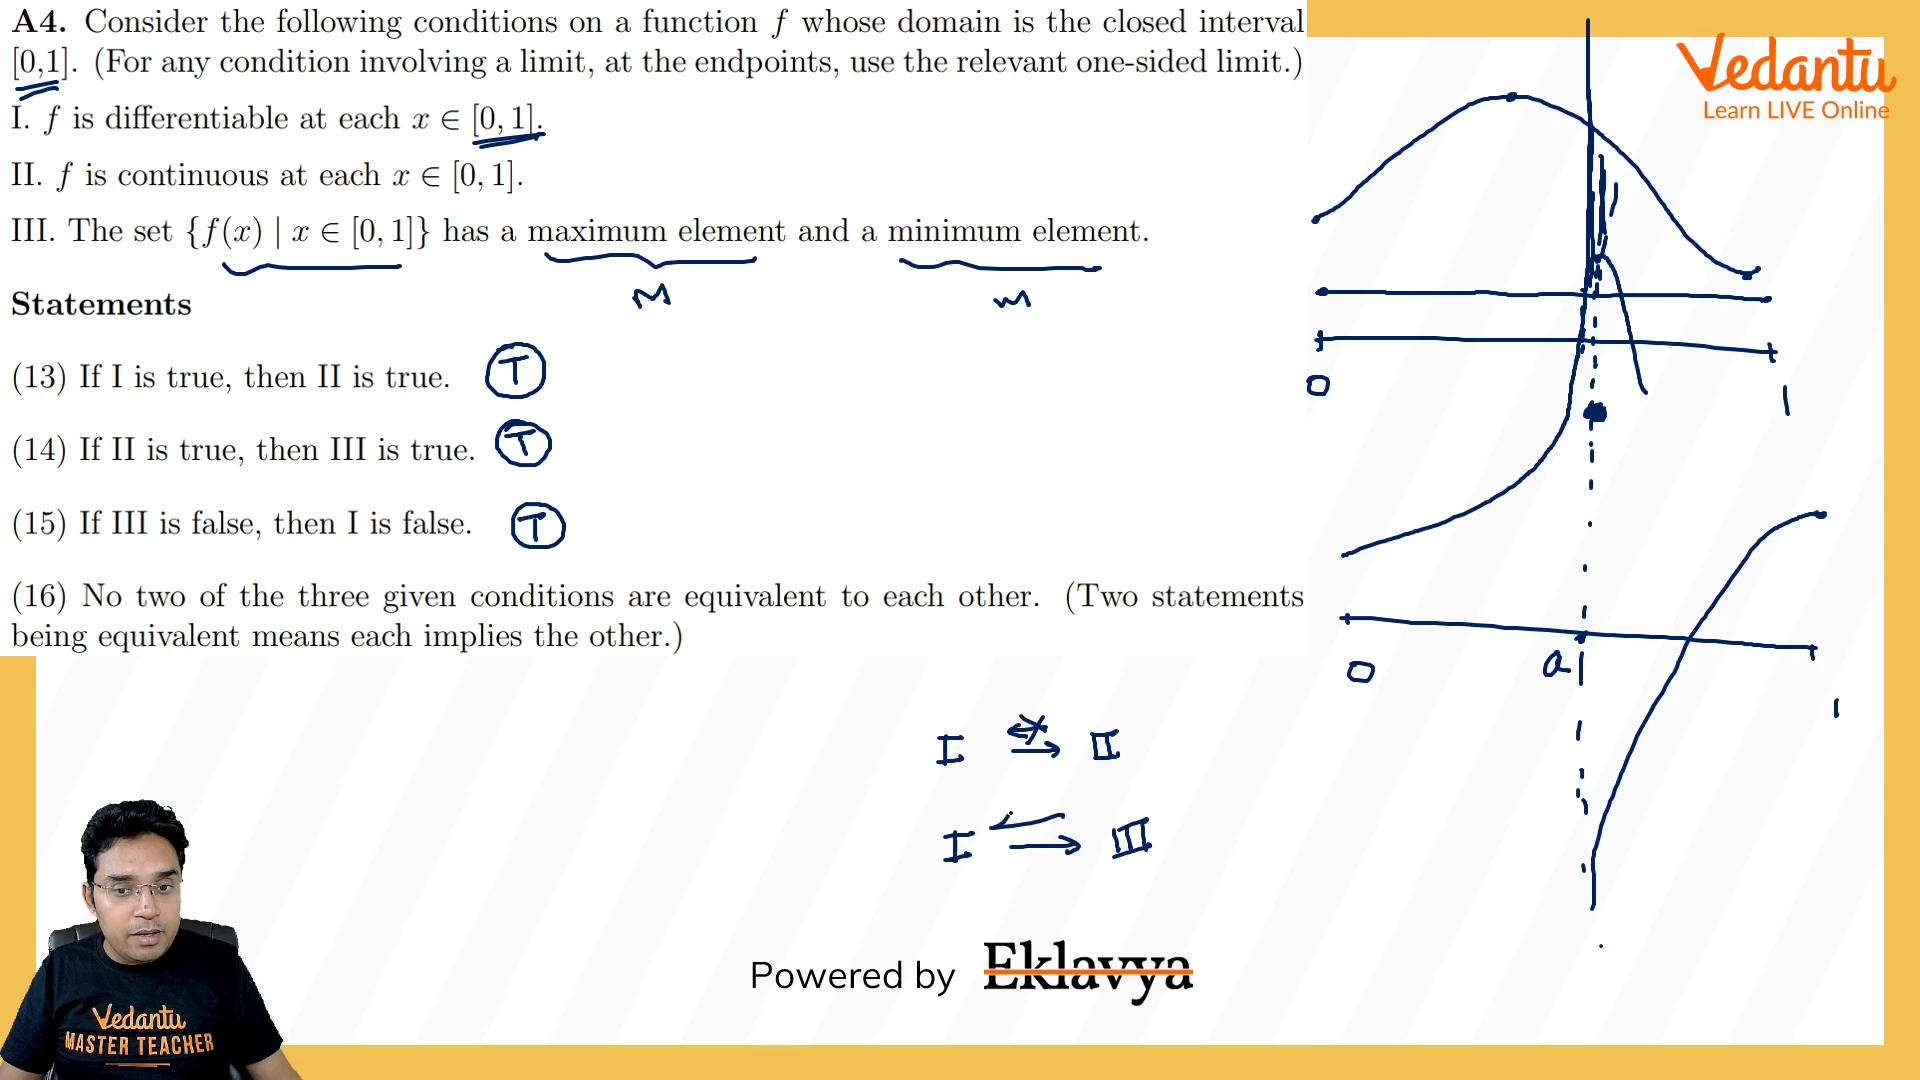 A4. Consider the following conditions on a function f whose domain is the closed interval
[0,1]. (For any condition involving a limit, at the endpoints, use the relevant one-sided limit.)
I. f is differentiable at each x ∈ [0, 1].
II. f is continuous at each x ∈ [0, 1].
III. The set {f(x) | x ∈ [0, 1]} has a maximum element and a minimum element.
M m
Statements
(13) If I is true, then II is true. T
(14) If II is true, then III is true. T
(15) If III is false, then I is false. T
(16) No two of the three given conditions are equivalent to each other. (Two statements
being equivalent means each implies the other.)
Vedantu
Learn LIVE Online
0 1
0 a 1
I → II
I → III
Powered by Eklavya
Vedantu
MASTER TEACHER